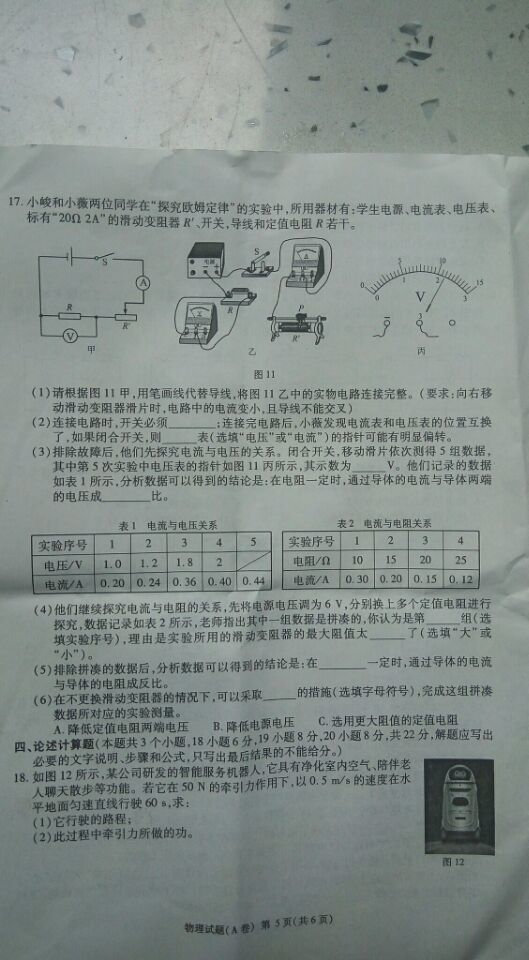 17. 小峻和小薇两位同学在“探究欧姆定律”的实验中,所用器材有:学生电源、电流表、电压表、
标有“20Ω 2A”的滑动变阻器 R′、开关,导线和定值电阻 R 若干。
S
A
R
V
R′
甲
电源
S
A
V
R
P
R′
乙
0 5 10 15
0 1 2 3
V
- 3 15
丙
图 11
(1)请根据图 11 甲,用笔画线代替导线,将图 11 乙中的实物电路连接完整。(要求:向右移
动滑动变阻器滑片时,电路中的电流变小,且导线不能交叉)
(2)连接电路时,开关必须______;连接完电路后,小薇发现电流表和电压表的位置互换
了,如果闭合开关,则______表(选填“电压”或“电流”)的指针可能有明显偏转。
(3)排除故障后,他们先探究电流与电压的关系。闭合开关,移动滑片依次测得 5 组数据,
其中第 5 次实验中电压表的指针如图 11 丙所示,其示数为______V。他们记录的数据
如表 1 所示,分析数据可以得到的结论是:在电阻一定时,通过导体的电流与导体两端
的电压成______比。
表 1 电流与电压关系
实验序号 1 2 3 4 5
电压/V 1.0 1.2 1.8 2
电流/A 0.20 0.24 0.36 0.40 0.44
表 2 电流与电阻关系
实验序号 1 2 3 4
电阻/Ω 10 15 20 25
电流/A 0.30 0.20 0.15 0.12
(4)他们继续探究电流与电阻的关系,先将电源电压调为 6 V,分别换上多个定值电阻进行
探究,数据记录如表 2 所示,老师指出其中一组数据是拼凑的,你认为是第______组(选
填实验序号),理由是实验所用的滑动变阻器的最大阻值太______了(选填“大”或
“小”)。
(5)排除拼凑的数据后,分析数据可以得到的结论是:在______一定时,通过导体的电流
与导体的电阻成反比。
(6)在不更换滑动变阻器的情况下,可以采取______的措施(选填字母符号),完成这组拼凑
数据所对应的实验测量。
A. 降低定值电阻两端电压 B. 降低电源电压 C. 选用更大阻值的定值电阻
四、论述计算题(本题共 3 个小题,18 小题 6 分,19 小题 8 分,20 小题 8 分,共 22 分,解题应写出
必要的文字说明、步骤和公式,只写出最后结果的不能给分。)
18. 如图 12 所示,某公司研发的智能服务机器人,它具有净化室内空气、陪伴老
人聊天散步等功能。若它在 50 N 的牵引力作用下,以 0.5 m/s 的速度在水
平地面匀速直线行驶 60 s,求:
(1)它行驶的路程;
(2)此过程中牵引力所做的功。
图 12
物理试题(A 卷) 第 5 页(共 6 页)